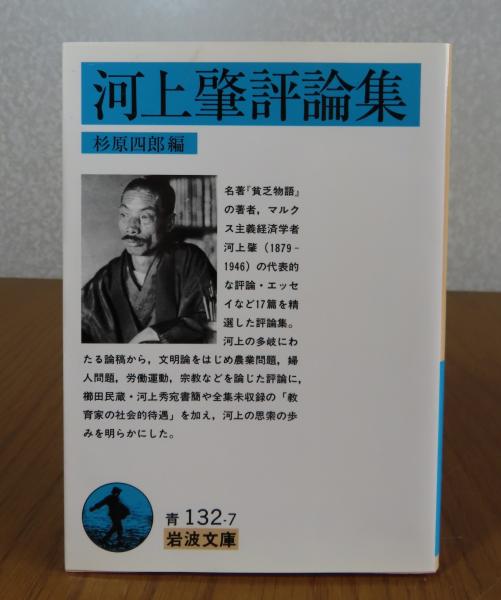 河上肇評論集
杉原四郎編
名著『貧乏物語』
の著者，マルク
ス主義経済学者
河上肇（1879－
1946）の代表的
な評論・エッセ
イなど17篇を精
選した評論集。
河上の多岐にわ
たる論稿から，文明論をはじめ農業問題，婦
人問題，労働運動，宗教などを論じた評論に，
櫛田民蔵・河上秀宛書簡や全集未収録の「教
育家の社会的待遇」を加え，河上の思索の歩
みを明らかにした。
青 132-7
岩波文庫